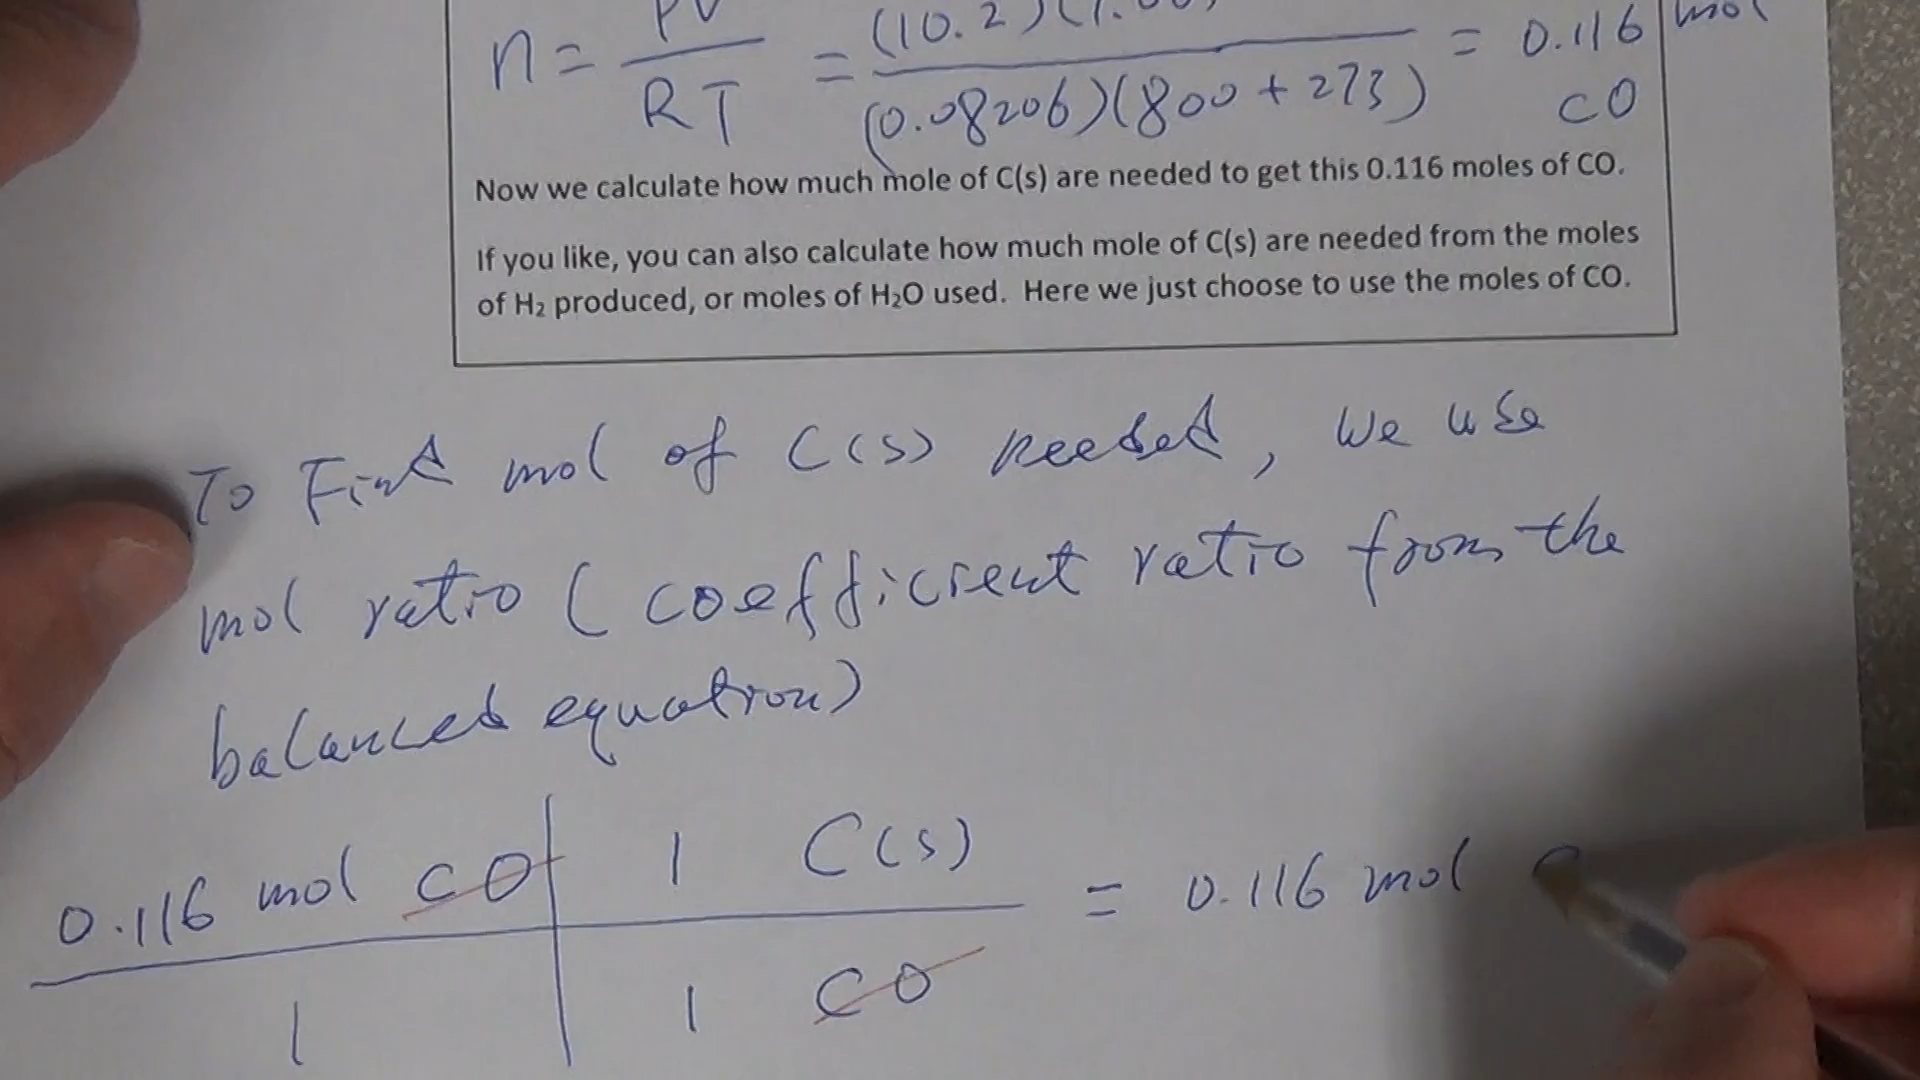 n = PV / RT = (10.2)(1.00) / (0.08206)(800 + 273) = 0.116 mol CO
Now we calculate how much mole of C(s) are needed to get this 0.116 moles of CO.
If you like, you can also calculate how much mole of C(s) are needed from the moles
of H₂ produced, or moles of H₂O used. Here we just choose to use the moles of CO.
To Find mol of C(s) needed, We use
mol ratio (coefficient ratio from the
balanced equation)
0.116 mol CO | 1 C(s) = 0.116 mol
1 | 1 CO